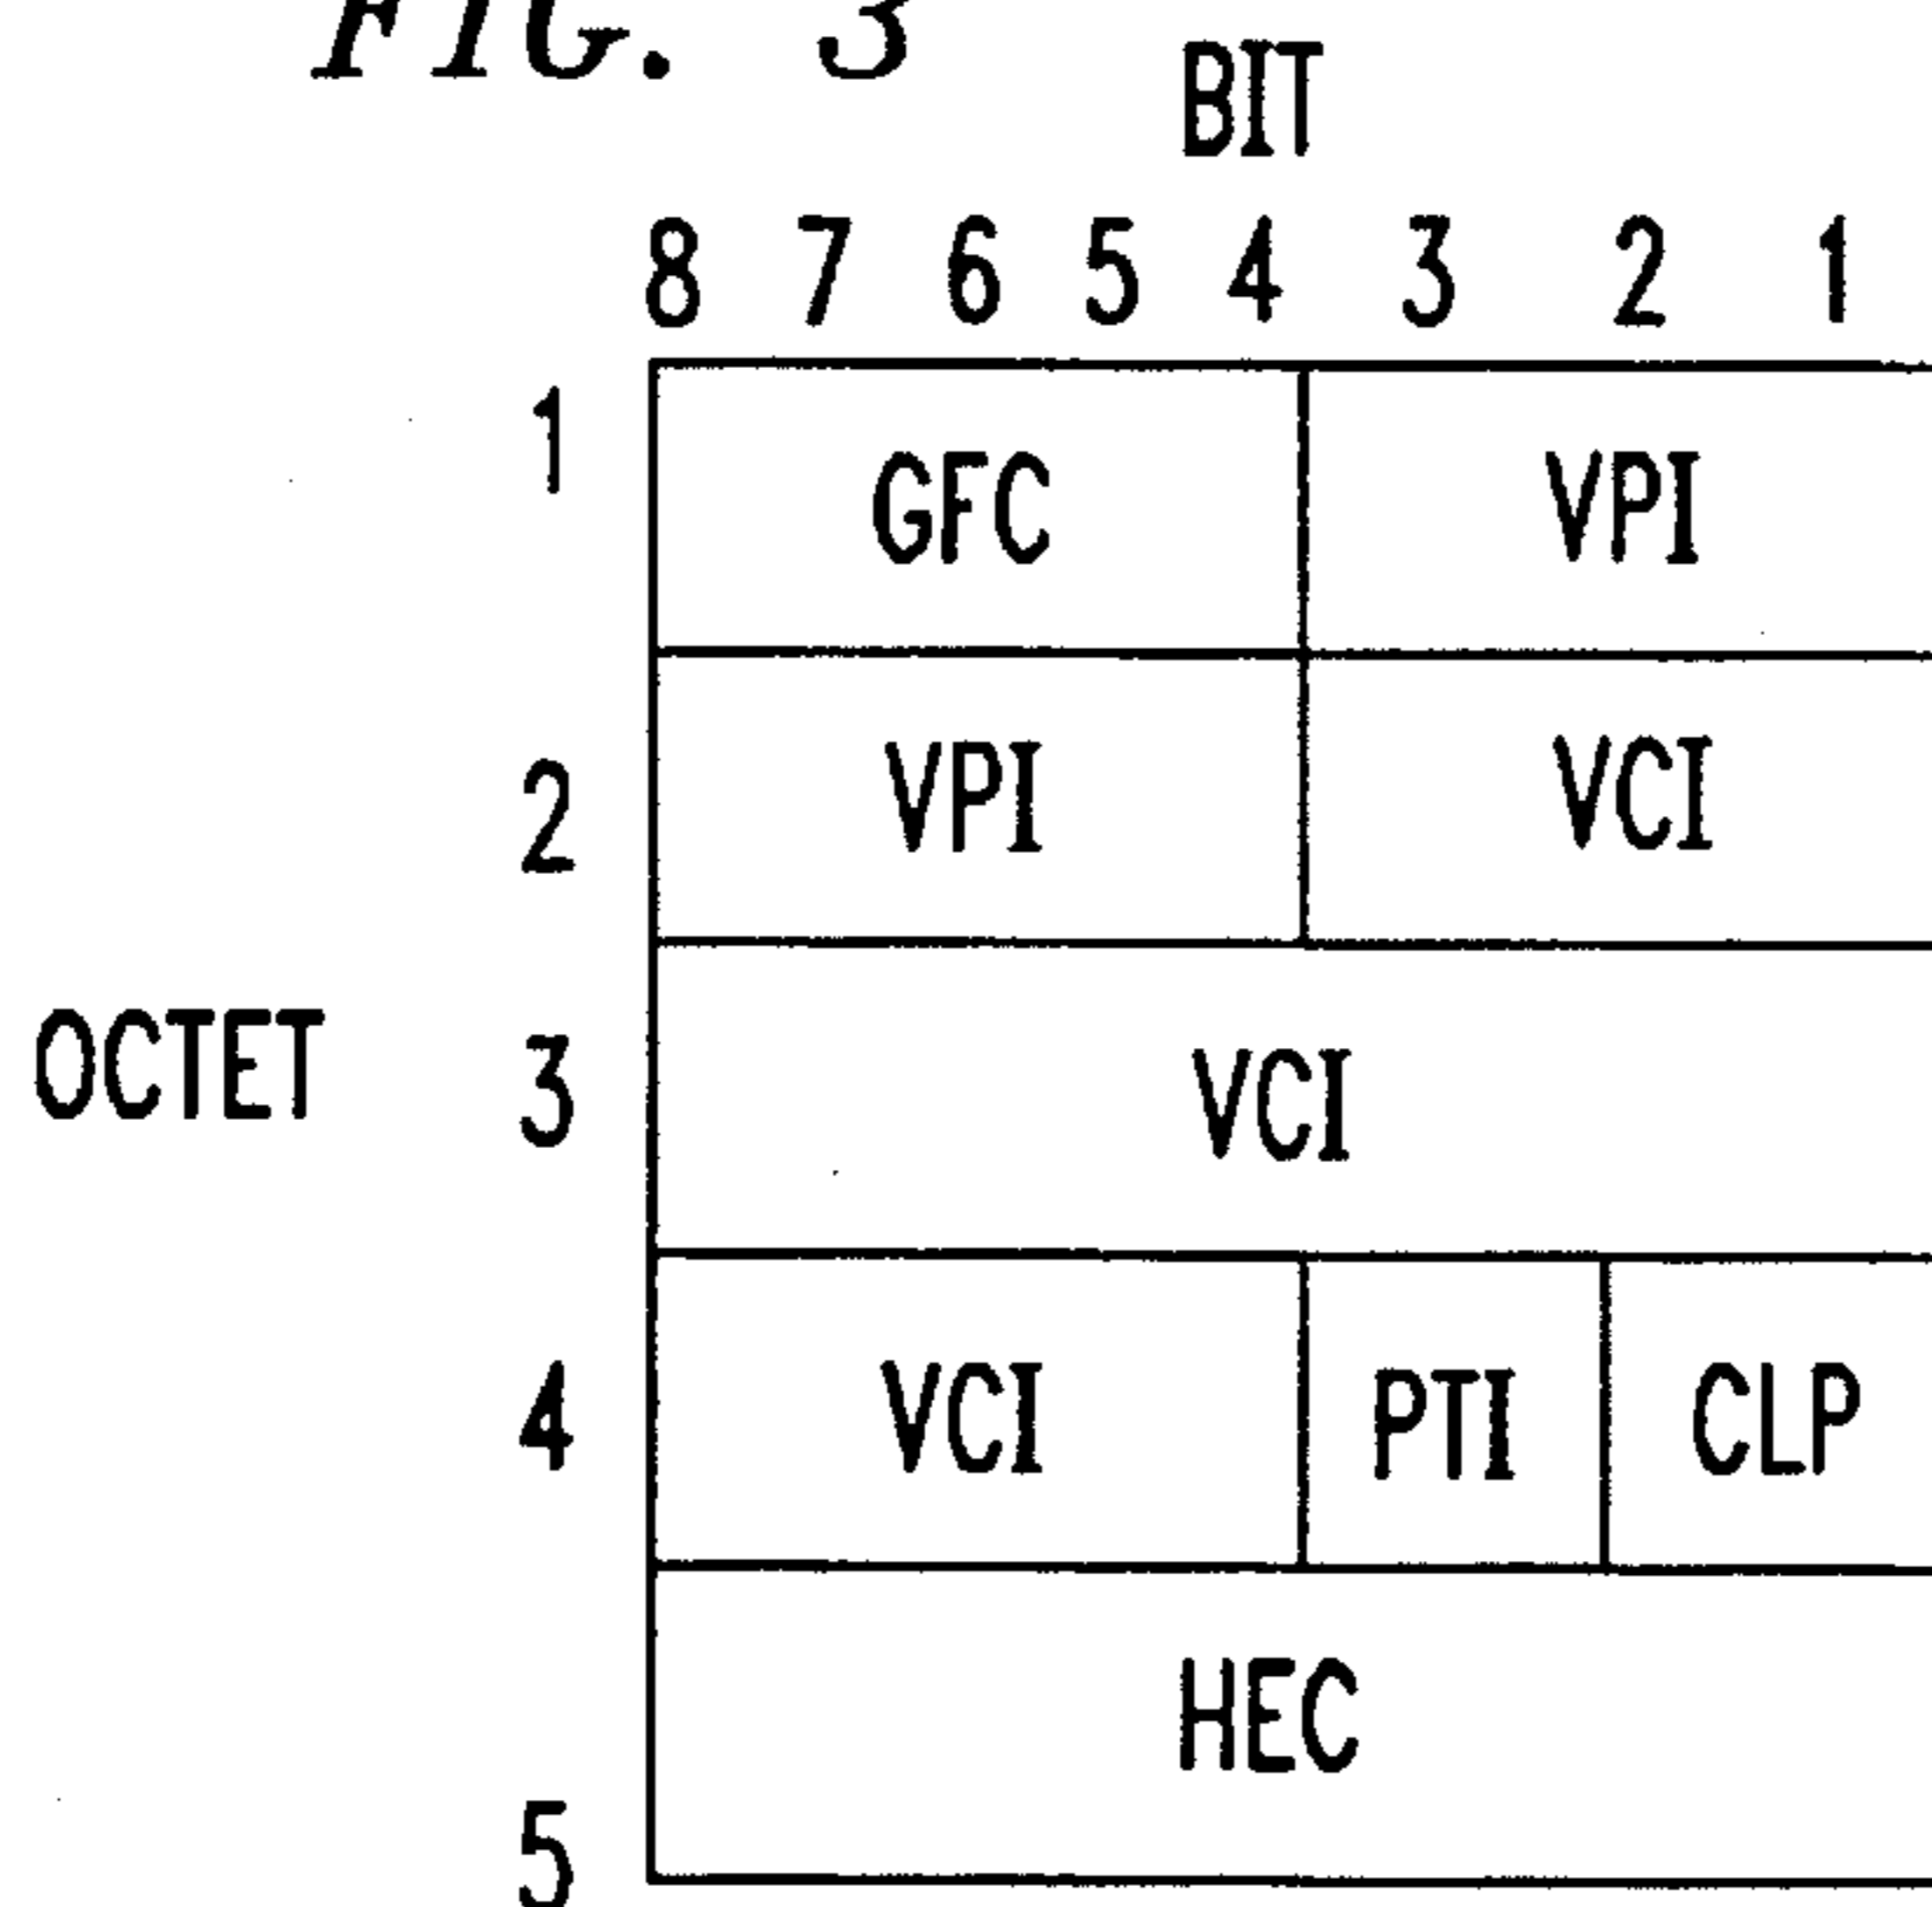 FIG. 3
BIT
8 7 6 5 4 3 2 1
1 GFC VPI
2 VPI VCI
OCTET 3 VCI
4 VCI PTI CLP
HEC
5